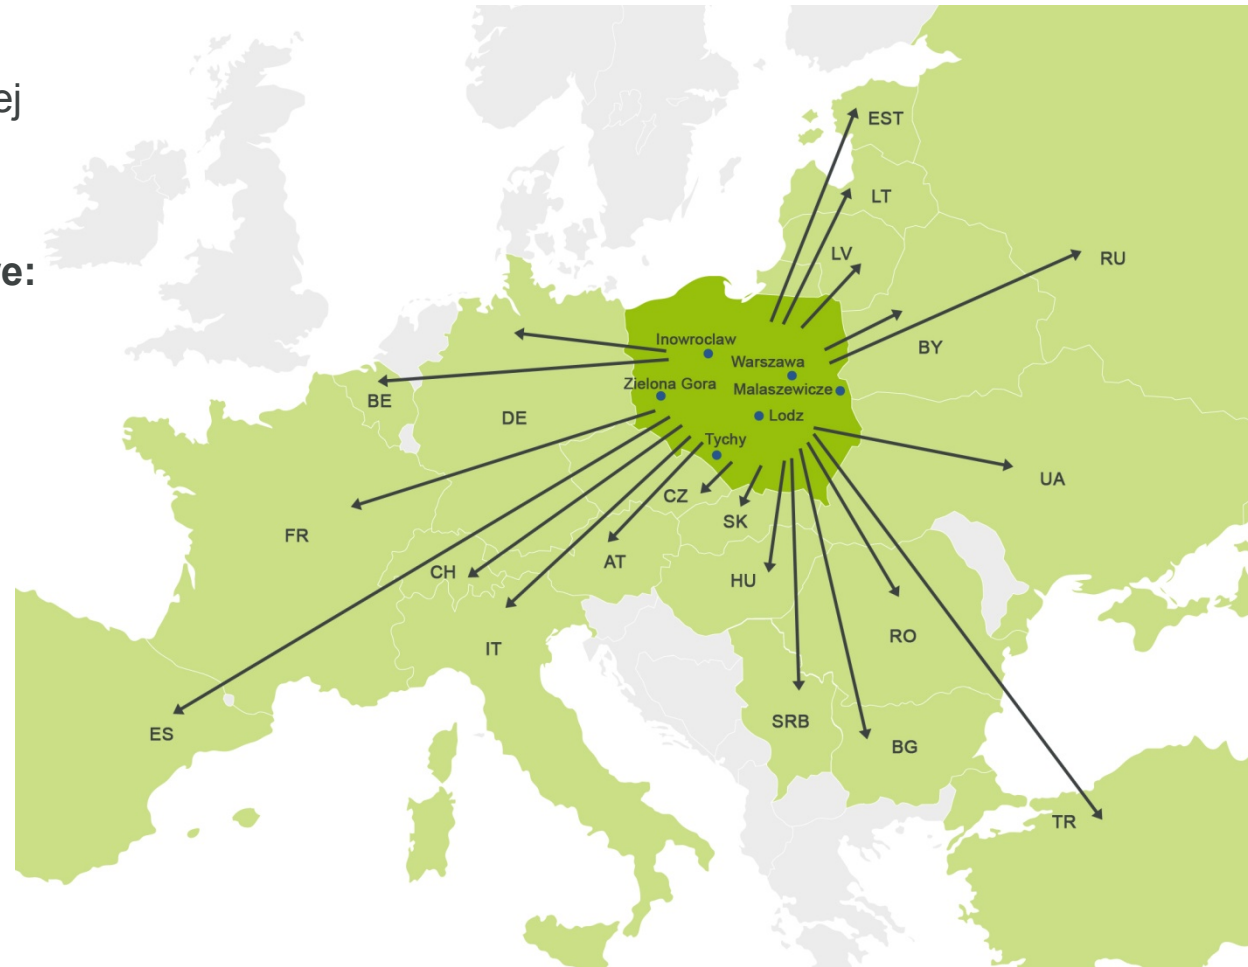 ej
EST
LT
LV
RU
e:
Inowroclaw
BY
Warszawa
Zielona Gora
Malaszewicze
BE
DE
Lodz
Tychy
UA
CZ
SK
FR
AT
CH
HU
RO
IT
SRB
ES
BG
TR